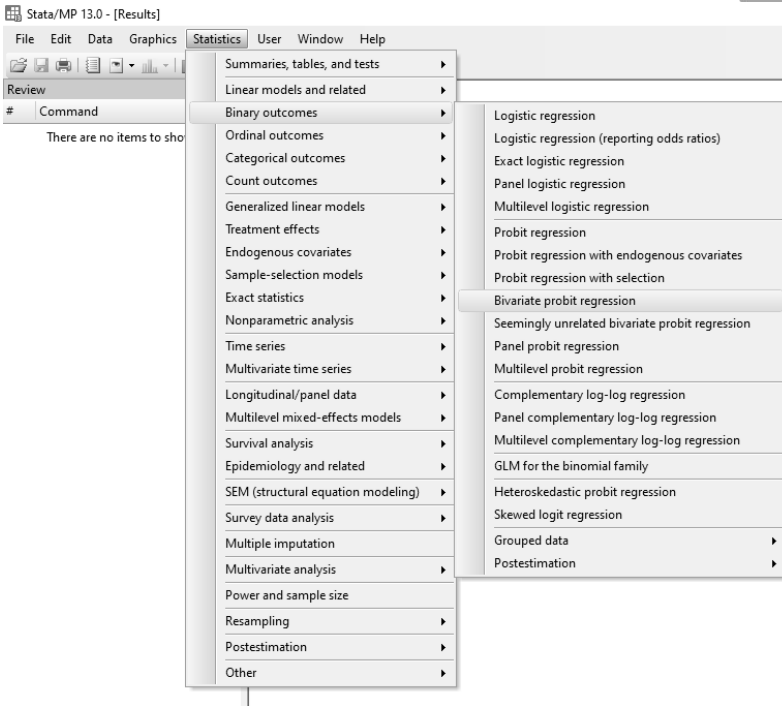 Stata/MP 13.0 - [Results]
File Edit Data Graphics Statistics User Window Help
Review
# Command
There are no items to sho
Summaries, tables, and tests
Linear models and related
Binary outcomes
Ordinal outcomes
Categorical outcomes
Count outcomes
Generalized linear models
Treatment effects
Endogenous covariates
Sample-selection models
Exact statistics
Nonparametric analysis
Time series
Multivariate time series
Longitudinal/panel data
Multilevel mixed-effects models
Survival analysis
Epidemiology and related
SEM (structural equation modeling)
Survey data analysis
Multiple imputation
Multivariate analysis
Power and sample size
Resampling
Postestimation
Other
Logistic regression
Logistic regression (reporting odds ratios)
Exact logistic regression
Panel logistic regression
Multilevel logistic regression
Probit regression
Probit regression with endogenous covariates
Probit regression with selection
Bivariate probit regression
Seemingly unrelated bivariate probit regression
Panel probit regression
Multilevel probit regression
Complementary log-log regression
Panel complementary log-log regression
Multilevel complementary log-log regression
GLM for the binomial family
Heteroskedastic probit regression
Skewed logit regression
Grouped data
Postestimation